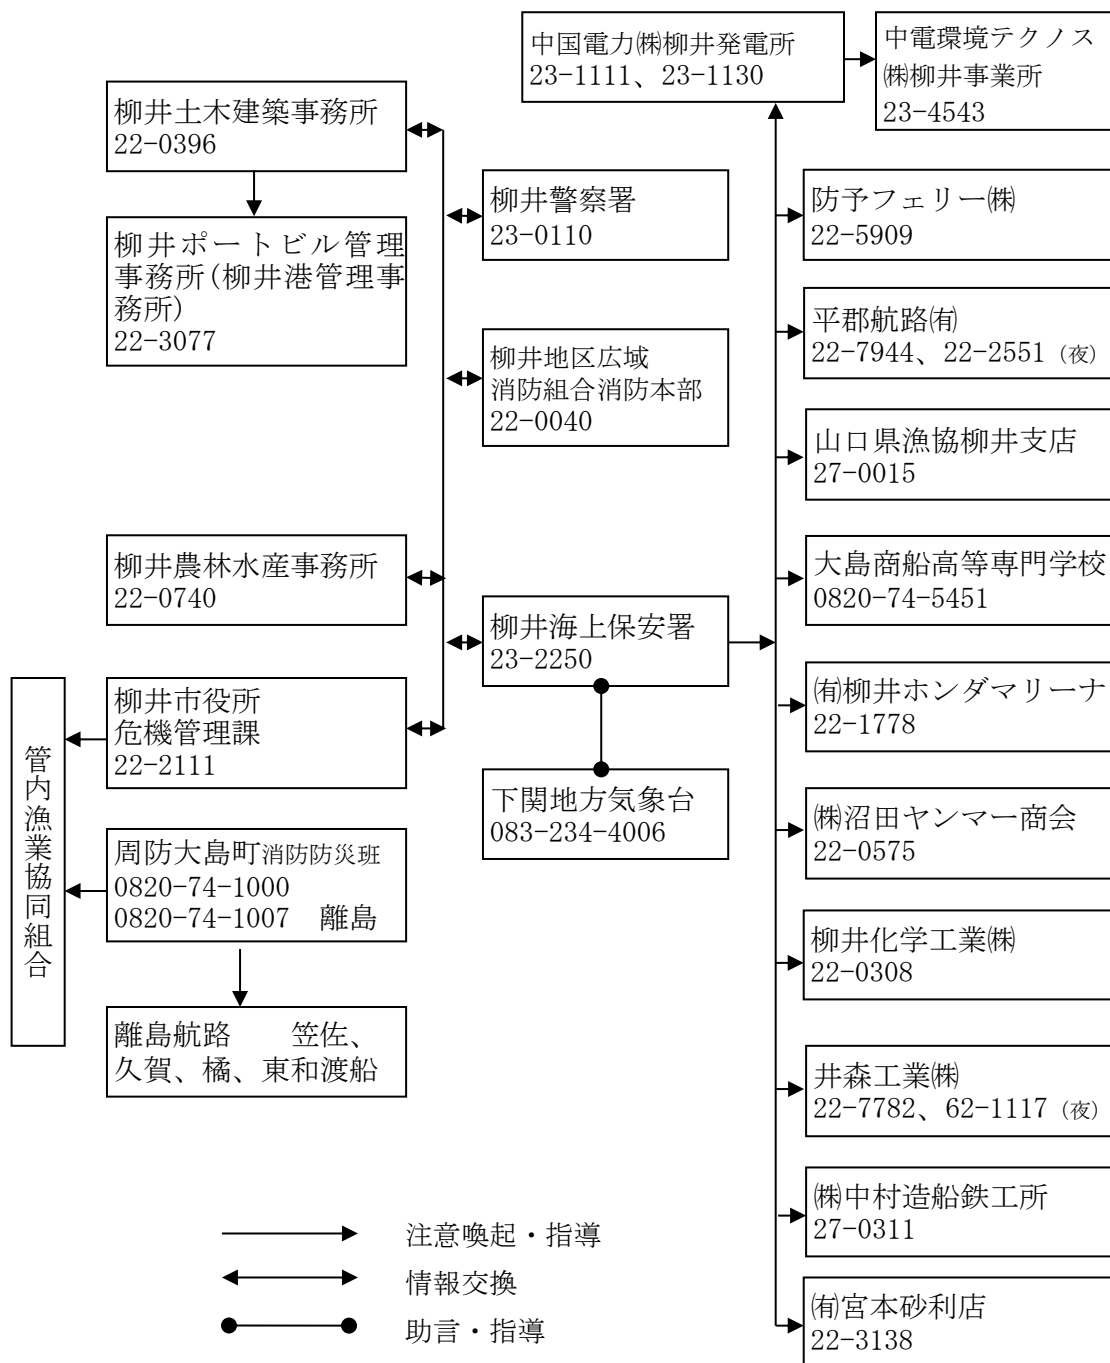 中国電力㈱柳井発電所
23-1111、23-1130
中電環境テクノス
㈱柳井事業所
23-4543
柳井土木建築事務所
22-0396
柳井ポートビル管理
事務所(柳井港管理事
務所)
22-3077
柳井警察署
23-0110
柳井地区広域
消防組合消防本部
22-0040
柳井農林水産事務所
22-0740
柳井海上保安署
23-2250
柳井市役所
危機管理課
22-2111
下関地方気象台
083-234-4006
管内漁業協同組合
周防大島町消防防災班
0820-74-1000
0820-74-1007　離島
離島航路　　笠佐、
久賀、橘、東和渡船
防予フェリー㈱
22-5909
平郡航路㈲
22-7944、22-2551（夜）
山口県漁協柳井支店
27-0015
大島商船高等専門学校
0820-74-5451
㈲柳井ホンダマリーナ
22-1778
㈱沼田ヤンマー商会
22-0575
柳井化学工業㈱
22-0308
井森工業㈱
22-7782、62-1117（夜）
㈱中村造船鉄工所
27-0311
㈲宮本砂利店
22-3138
注意喚起・指導
情報交換
助言・指導